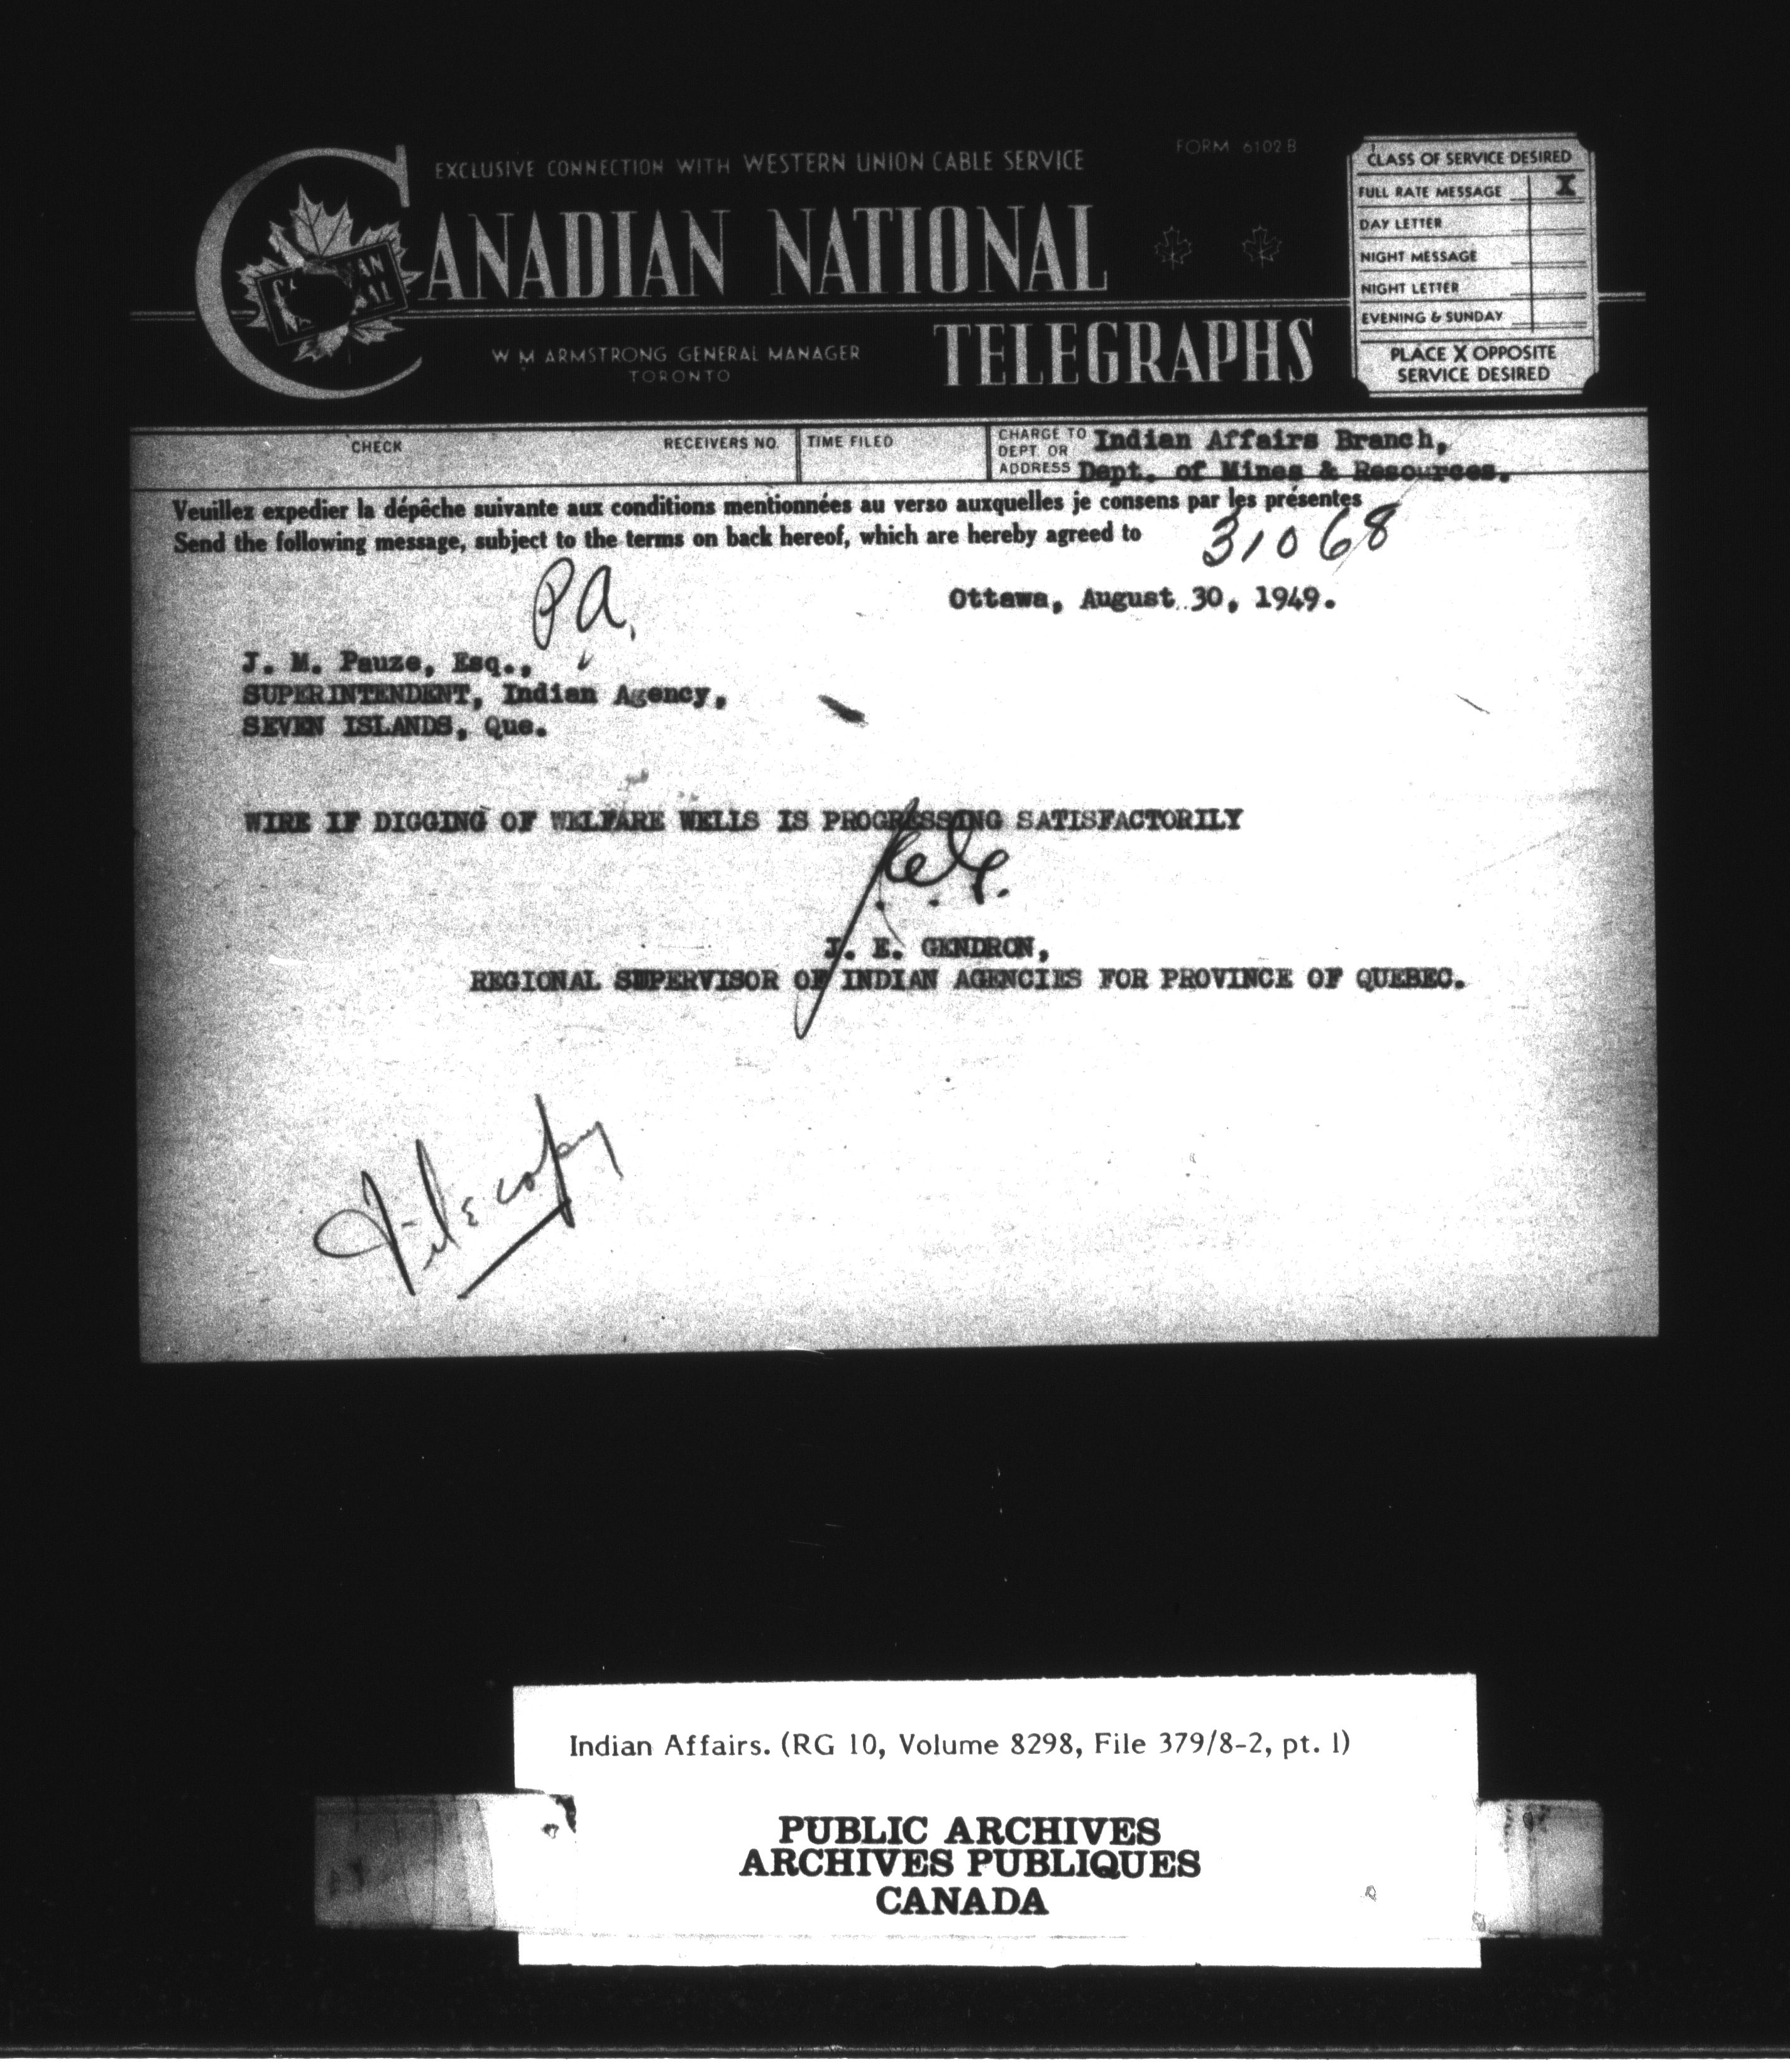 FORM 6102 B
EXCLUSIVE CONNECTION WITH WESTERN UNION CABLE SERVICE
CANADIAN NATIONAL
TELEGRAPHS
W M ARMSTRONG GENERAL MANAGER
TORONTO
CLASS OF SERVICE DESIRED
FULL RATE MESSAGE X
DAY LETTER
NIGHT MESSAGE
NIGHT LETTER
EVENING & SUNDAY
PLACE X OPPOSITE
SERVICE DESIRED
CHECK
RECEIVERS NO.
TIME FILED
CHARGE TO
DEPT. OR
ADDRESS
Indian Affairs Branch,
Dept. of Mines & Resources.
Veuillez expedier la dépêche suivante aux conditions mentionnées au verso auxquelles je consens par les présentes
Send the following message, subject to the terms on back hereof, which are hereby agreed to
31068
PA.
Ottawa, August 30, 1949.
J. M. Pauze, Esq.,
SUPERINTENDENT, Indian Agency,
SEVEN ISLANDS, Que.
WIRE IF DIGGING OF WELFARE WELLS IS PROGRESSING SATISFACTORILY
J. E. GENDRON,
REGIONAL SUPERVISOR OF INDIAN AGENCIES FOR PROVINCE OF QUEBEC.
File copy
Indian Affairs. (RG 10, Volume 8298, File 379/8-2, pt. 1)
PUBLIC ARCHIVES
ARCHIVES PUBLIQUES
CANADA